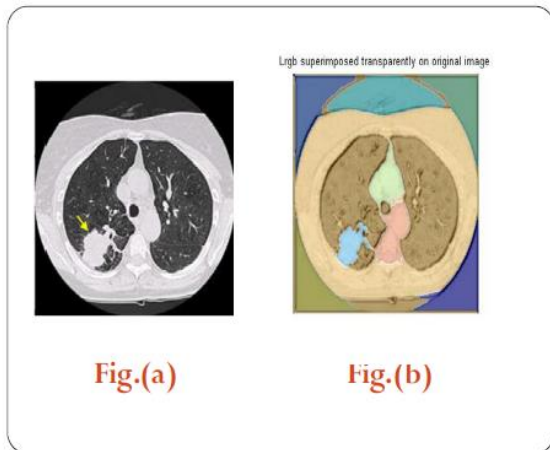 Lrgb superimposed transparently on original image
Fig.(a)
Fig.(b)